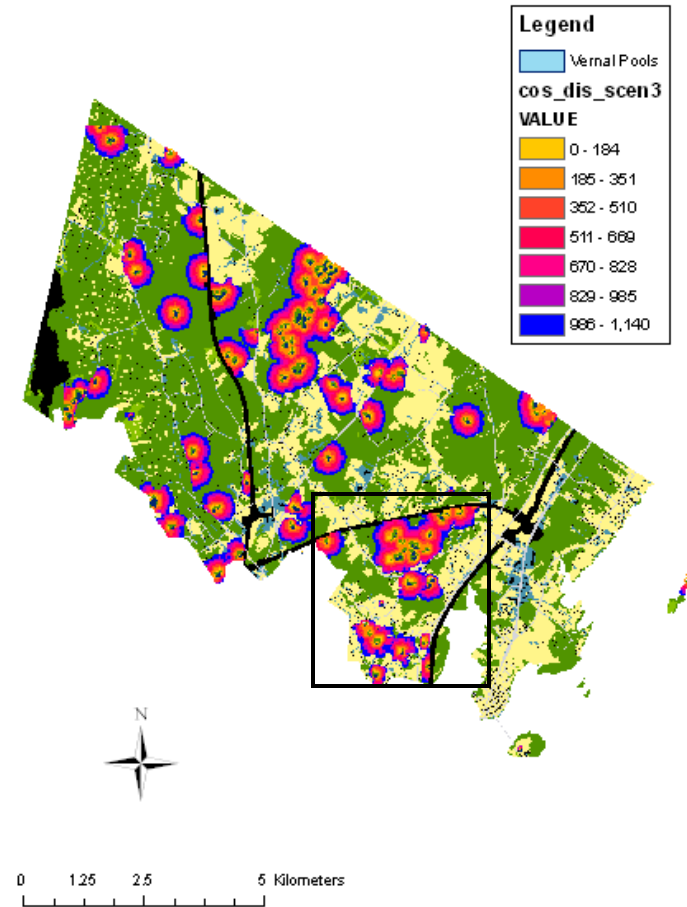 Legend
Vernal Pools
cos_dis_scen3
VALUE
0 - 184
185 - 351
352 - 510
511 - 669
670 - 828
829 - 985
986 - 1,140
N
0 1.25 2.5 5 Kilometers